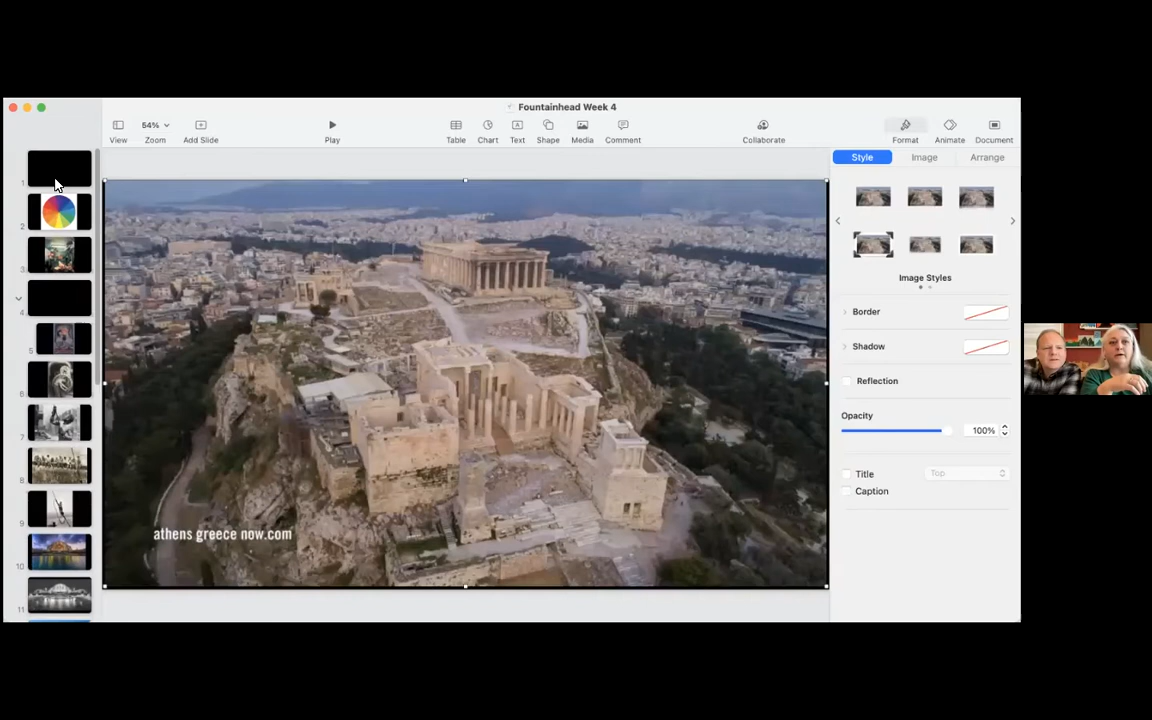 Fountainhead Week 4
54%
View
Zoom
Add Slide
Play
Table
Chart
Text
Shape
Media
Comment
Collaborate
Format
Animate
Document
Style
Image
Arrange
1
2
3
4
5
6
7
8
9
10
11
athens greece now.com
Image Styles
Border
Shadow
Reflection
Opacity
100%
Title
Top
Caption